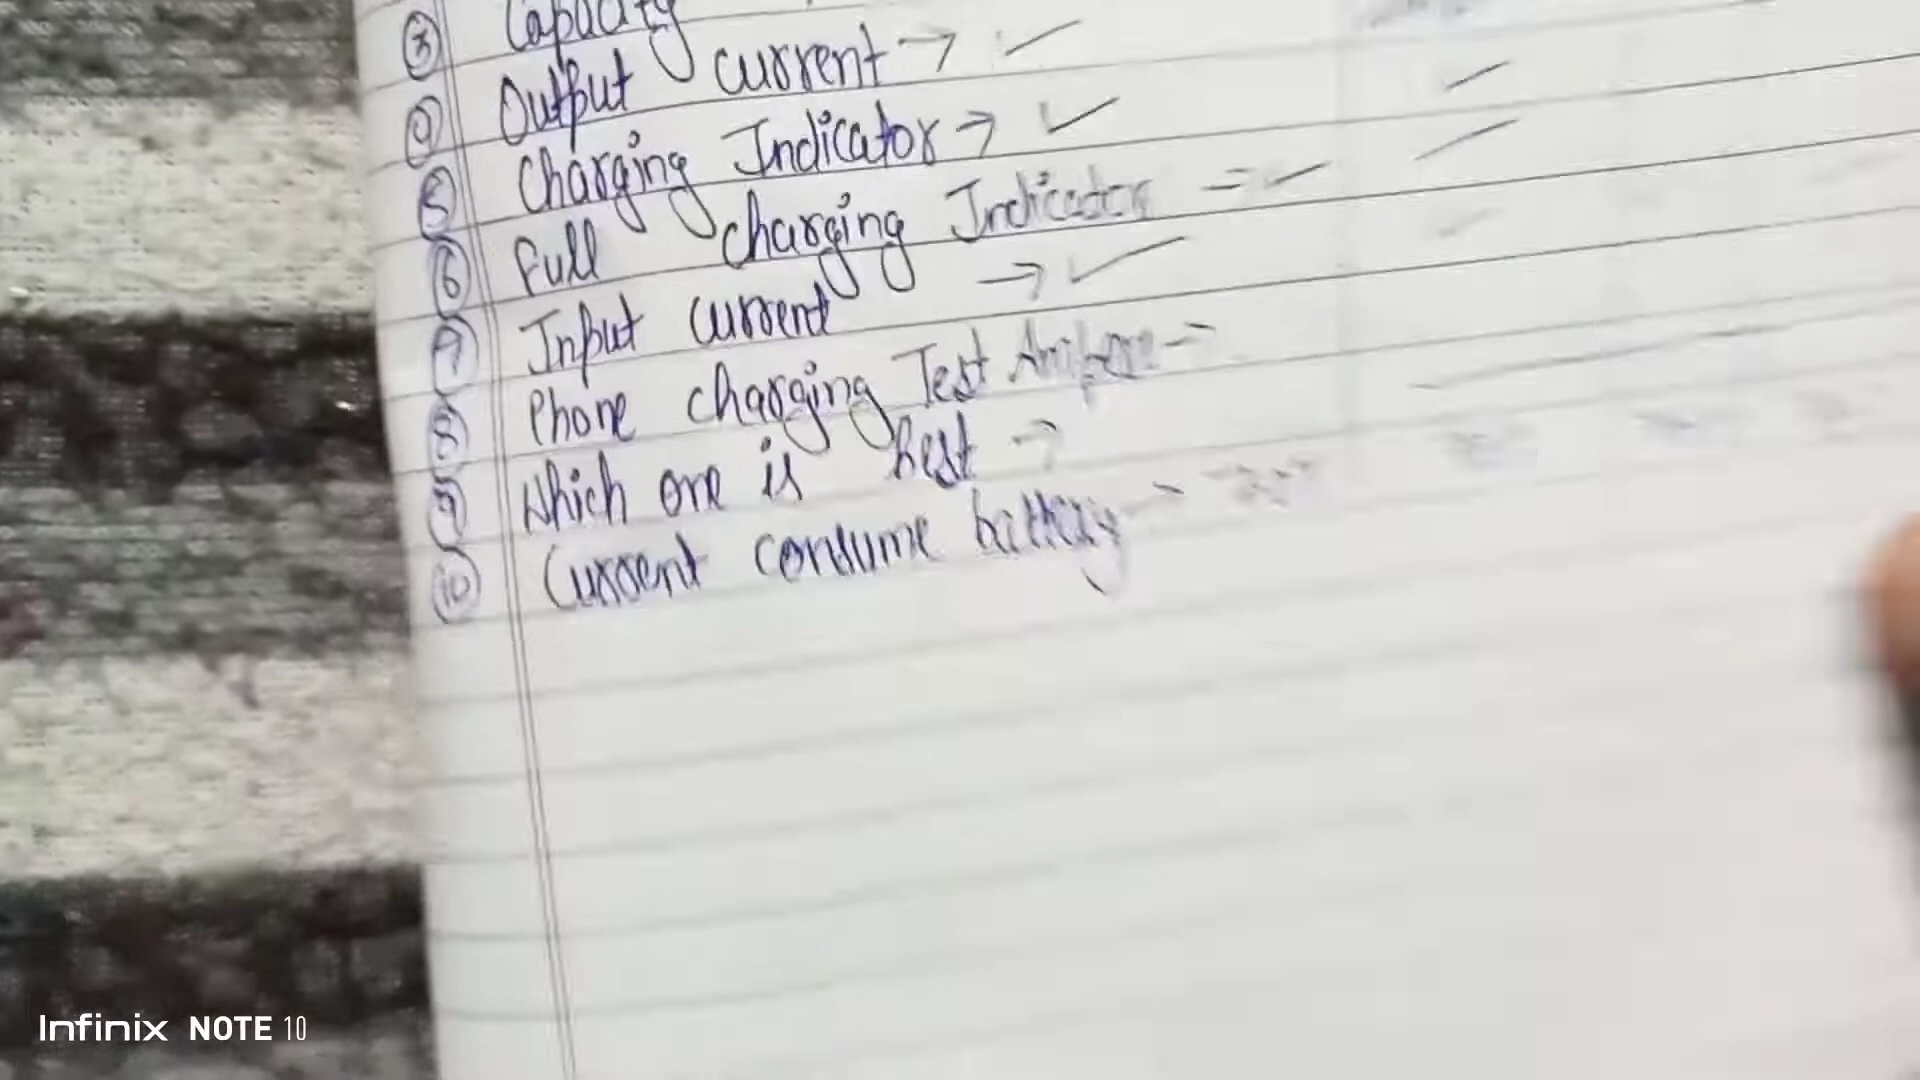 ③ Capacity
④ Output current → ✓
⑤ Charging Indicator → ✓
⑥ Full charging Indicator → ✓
⑦ Input current → ✓
⑧ Phone charging Test Ampere →
⑨ Which one is best →
⑩ Current consume battery →
Infinix NOTE 10